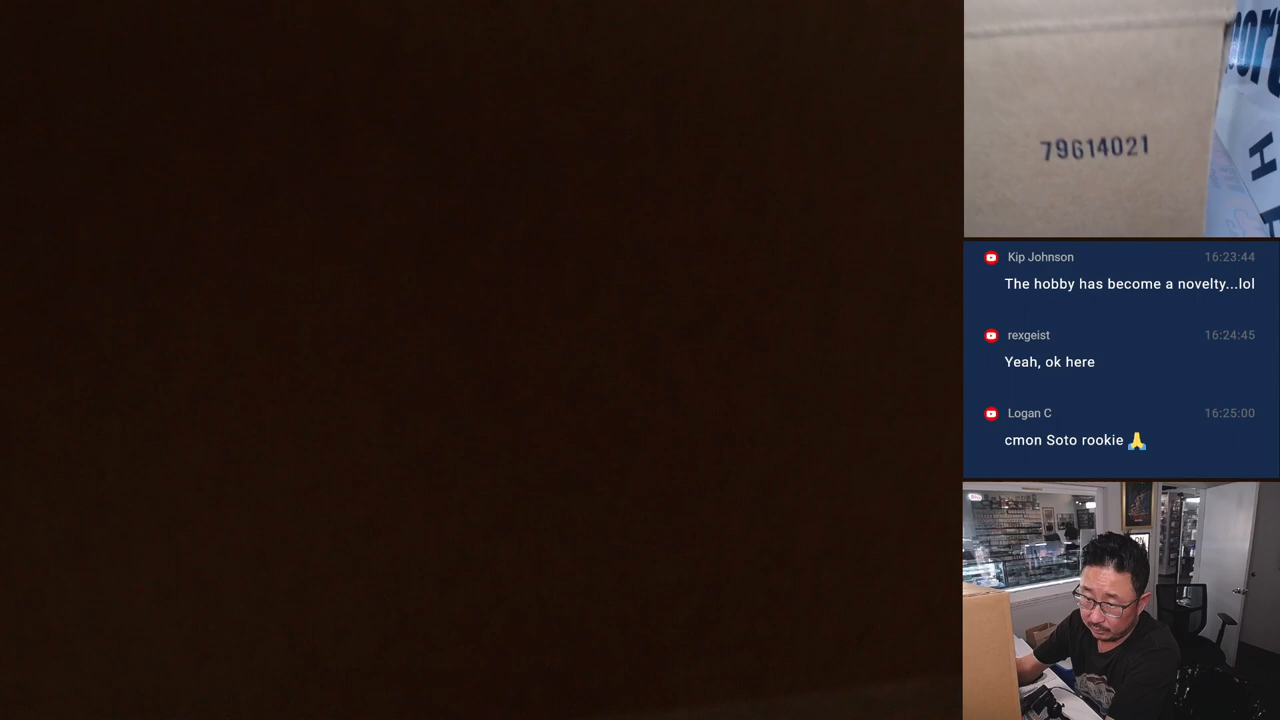 79614021
Kip Johnson 16:23:44
The hobby has become a novelty...lol
rexgeist 16:24:45
Yeah, ok here
Logan C 16:25:00
cmon Soto rookie 🙏